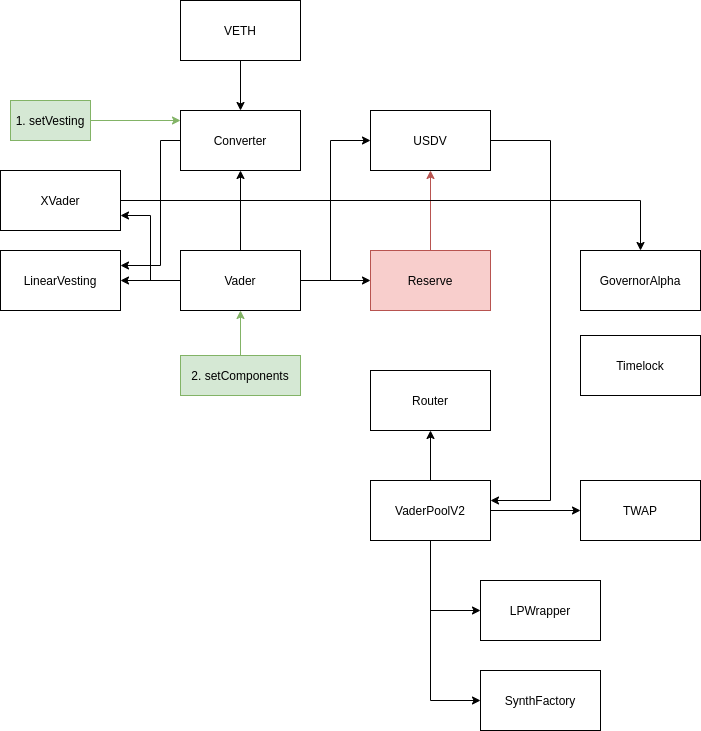 VETH
1. setVesting
Converter
USDV
XVader
LinearVesting
Vader
Reserve
GovernorAlpha
2. setComponents
Timelock
Router
VaderPoolV2
TWAP
LPWrapper
SynthFactory